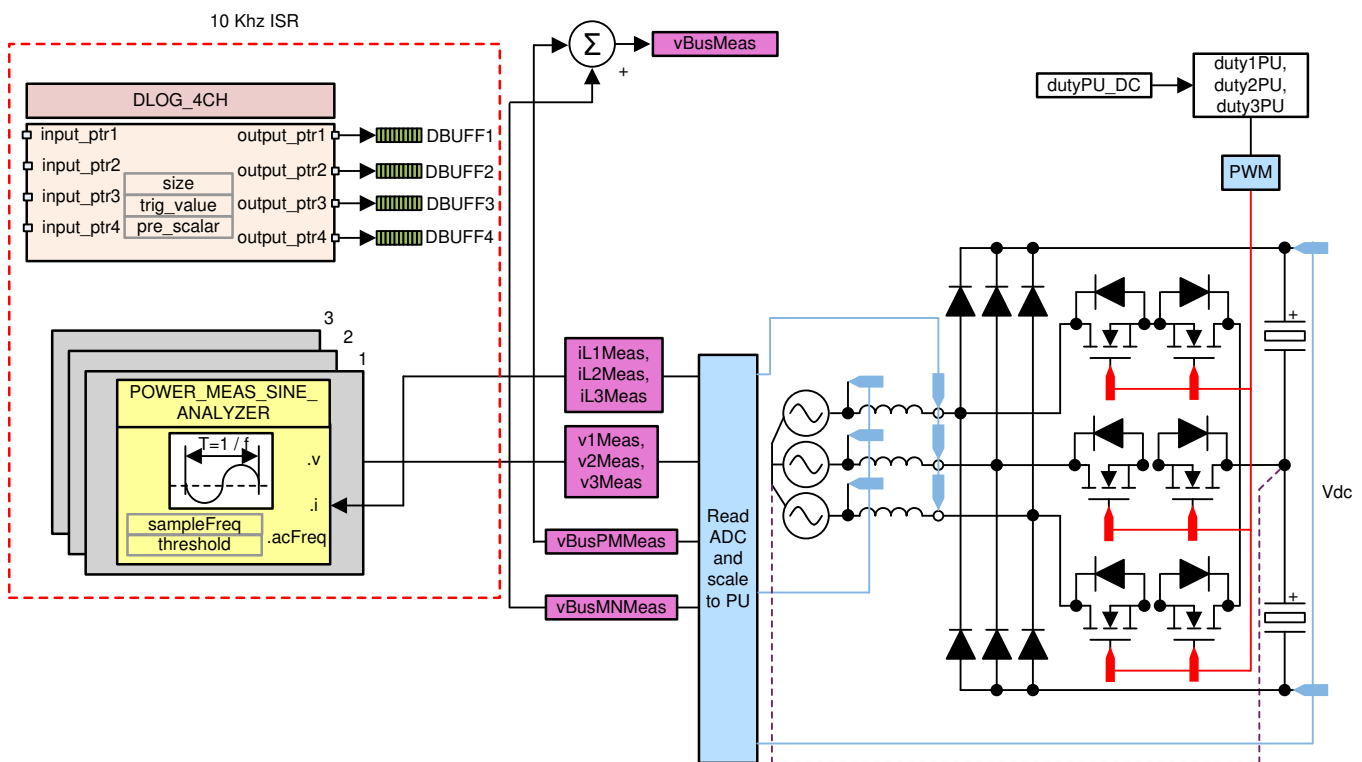 10 Khz ISR
DLOG_4CH
input_ptr1
input_ptr2
input_ptr3
input_ptr4
size
trig_value
pre_scalar
output_ptr1
output_ptr2
output_ptr3
output_ptr4
DBUFF1
DBUFF2
DBUFF3
DBUFF4
3
2
1
POWER_MEAS_SINE_
ANALYZER
T=1 / f
.v
.i
.acFreq
sampleFreq
threshold
Σ
+
vBusMeas
iL1Meas,
iL2Meas,
iL3Meas
v1Meas,
v2Meas,
v3Meas
vBusPMMeas
vBusMNMeas
Read
ADC
and
scale
to PU
dutyPU_DC
duty1PU,
duty2PU,
duty3PU
PWM
+
Vdc
+